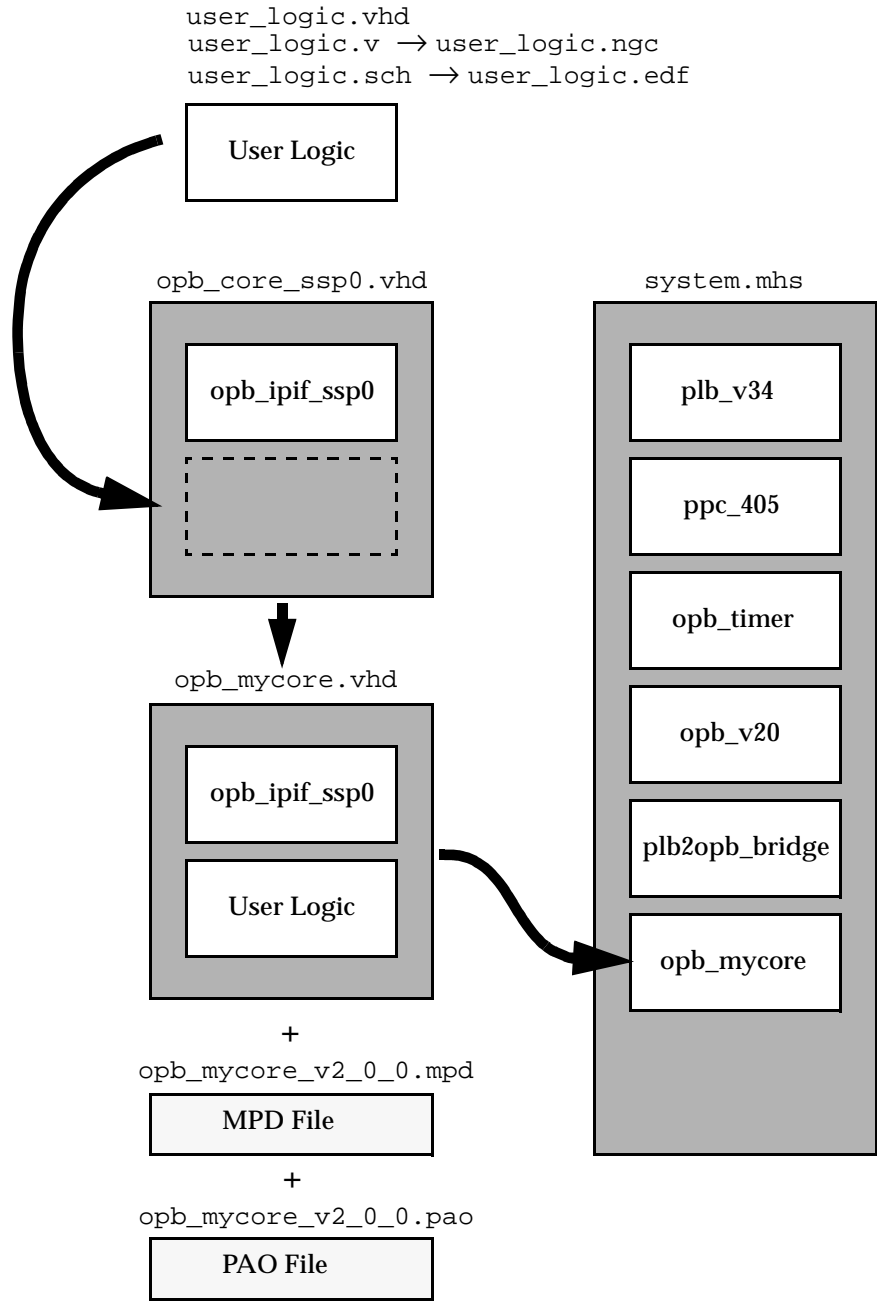 user_logic.vhd
user_logic.v → user_logic.ngc
user_logic.sch → user_logic.edf
User Logic
opb_core_ssp0.vhd
opb_ipif_ssp0
opb_mycore.vhd
opb_ipif_ssp0
User Logic
+
opb_mycore_v2_0_0.mpd
MPD File
+
opb_mycore_v2_0_0.pao
PAO File
system.mhs
plb_v34
ppc_405
opb_timer
opb_v20
plb2opb_bridge
opb_mycore